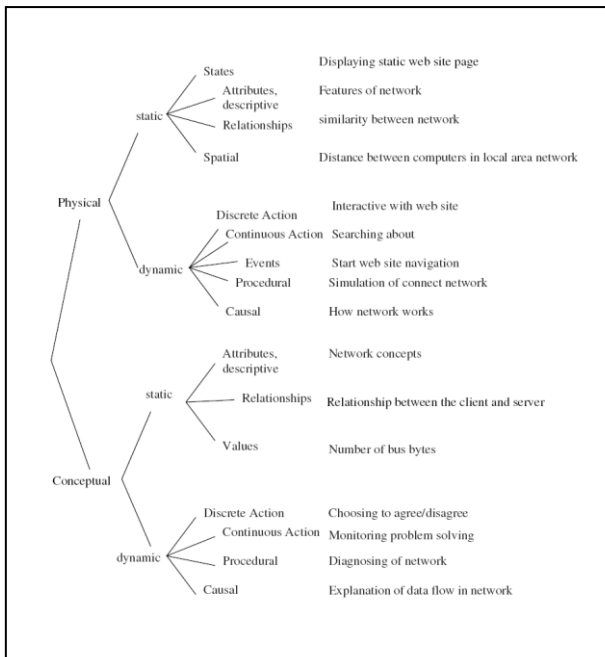 Displaying static web site page
States
Attributes, Features of network
descriptive
static
Relationships similarity between network
Spatial Distance between computers in local area network
Physical
Interactive with web site
Discrete Action
Continuous Action Searching about
Events Start web site navigation
dynamic
Procedural Simulation of connect network
Causal How network works
Attributes, Network concepts
descriptive
static
Relationships Relationship between the client and server
Values Number of bus bytes
Conceptual
Discrete Action Choosing to agree/disagree
Continuous Action Monitoring problem solving
dynamic Procedural Diagnosing of network
Causal Explanation of data flow in network